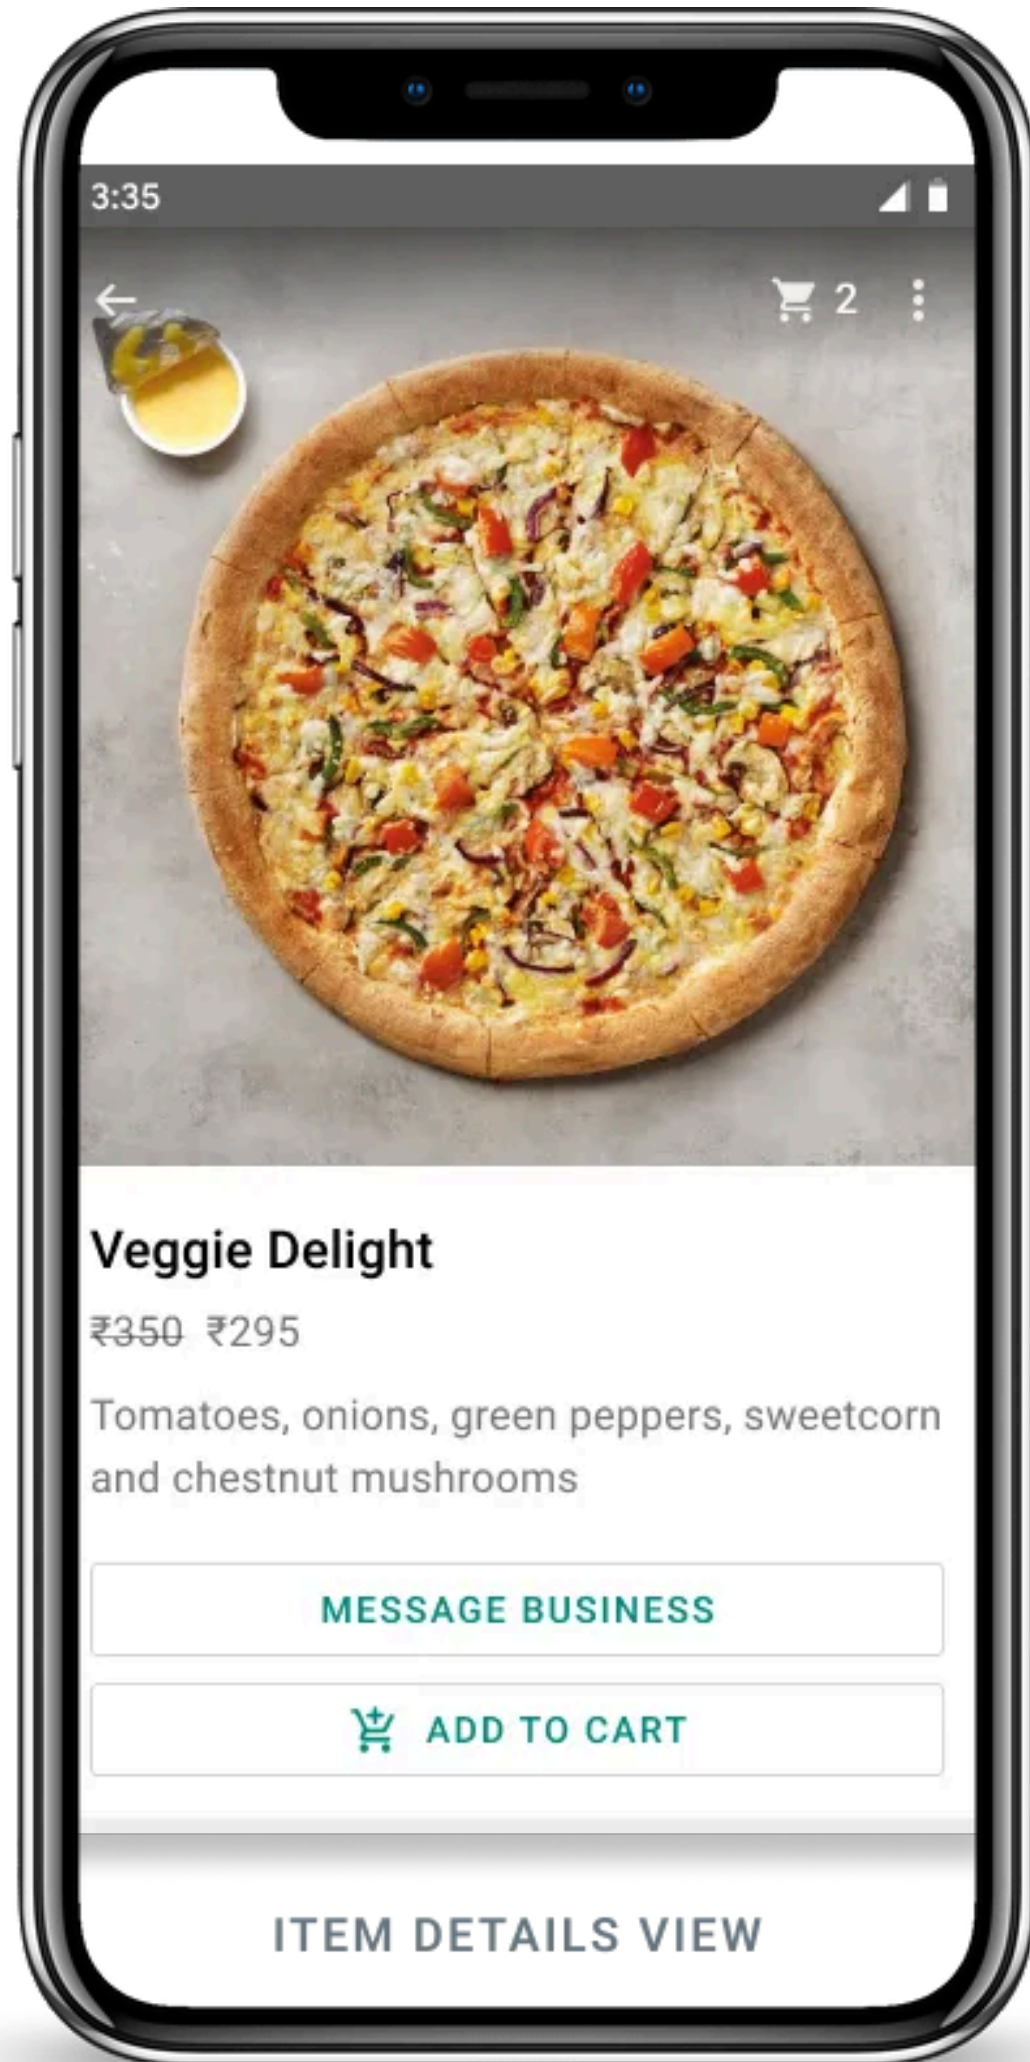 3:35
2
Veggie Delight
₹350 ₹295
Tomatoes, onions, green peppers, sweetcorn
and chestnut mushrooms
MESSAGE BUSINESS
ADD TO CART
ITEM DETAILS VIEW